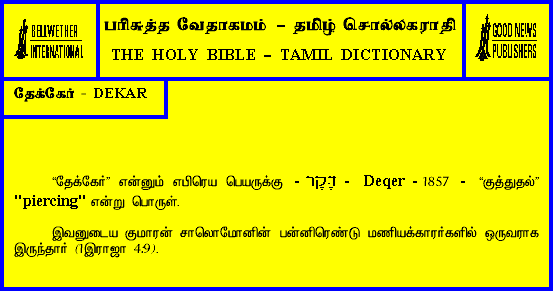 BELLWETHER
INTERNATIONAL
பரிசுத்த வேதாகமம் – தமிழ் சொல்லகராதி
THE HOLY BIBLE – TAMIL DICTIONARY
GOOD NEWS
PUBLISHERS
தேக்கேர் - DEKAR
“தேக்கேர்” என்னும் எபிரெய பெயருக்கு - דֶּקֶר - Deqer - 1857 - “குத்துதல்”
"piercing" என்று பொருள்.
இவனுடைய குமாரன் சாலொமோனின் பன்னிரெண்டு மணியக்காரர்களில் ஒருவராக
இருந்தார் (1இராஜா 4:9).